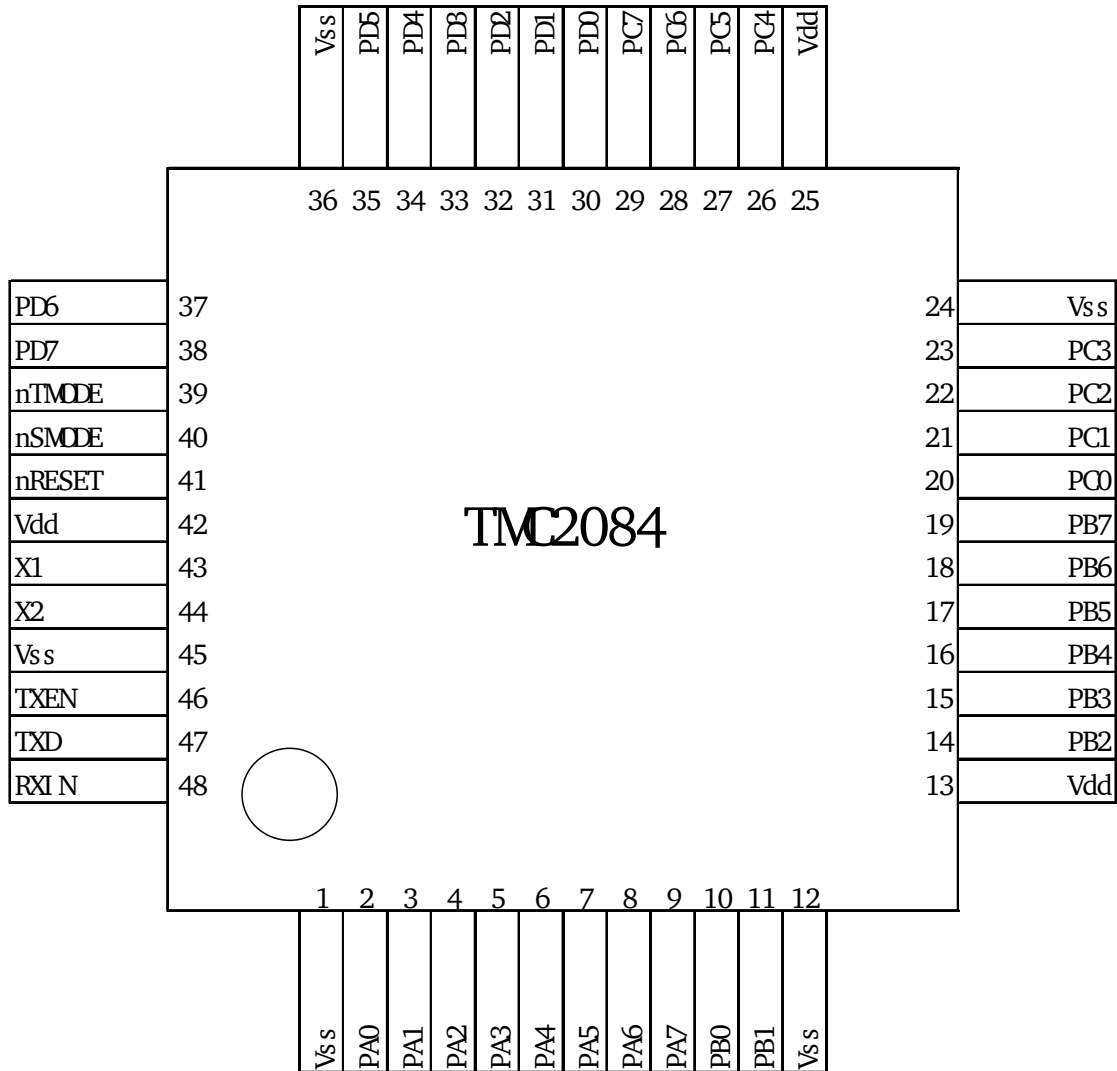 Vss PD5 PD4 PD3 PD2 PD1 PD0 PC7 PC6 PC5 PC4 Vdd
36 35 34 33 32 31 30 29 28 27 26 25
PD6 37 24 Vss
PD7 38 23 PC3
nTMODE 39 22 PC2
nSMODE 40 21 PC1
nRESET 41 20 PC0
Vdd 42 19 PB7
TMC2084
X1 43 18 PB6
X2 44 17 PB5
Vss 45 16 PB4
TXEN 46 15 PB3
TXD 47 14 PB2
RXIN 48 13 Vdd
1 2 3 4 5 6 7 8 9 10 11 12
Vss PA0 PA1 PA2 PA3 PA4 PA5 PA6 PA7 PB0 PB1 Vss